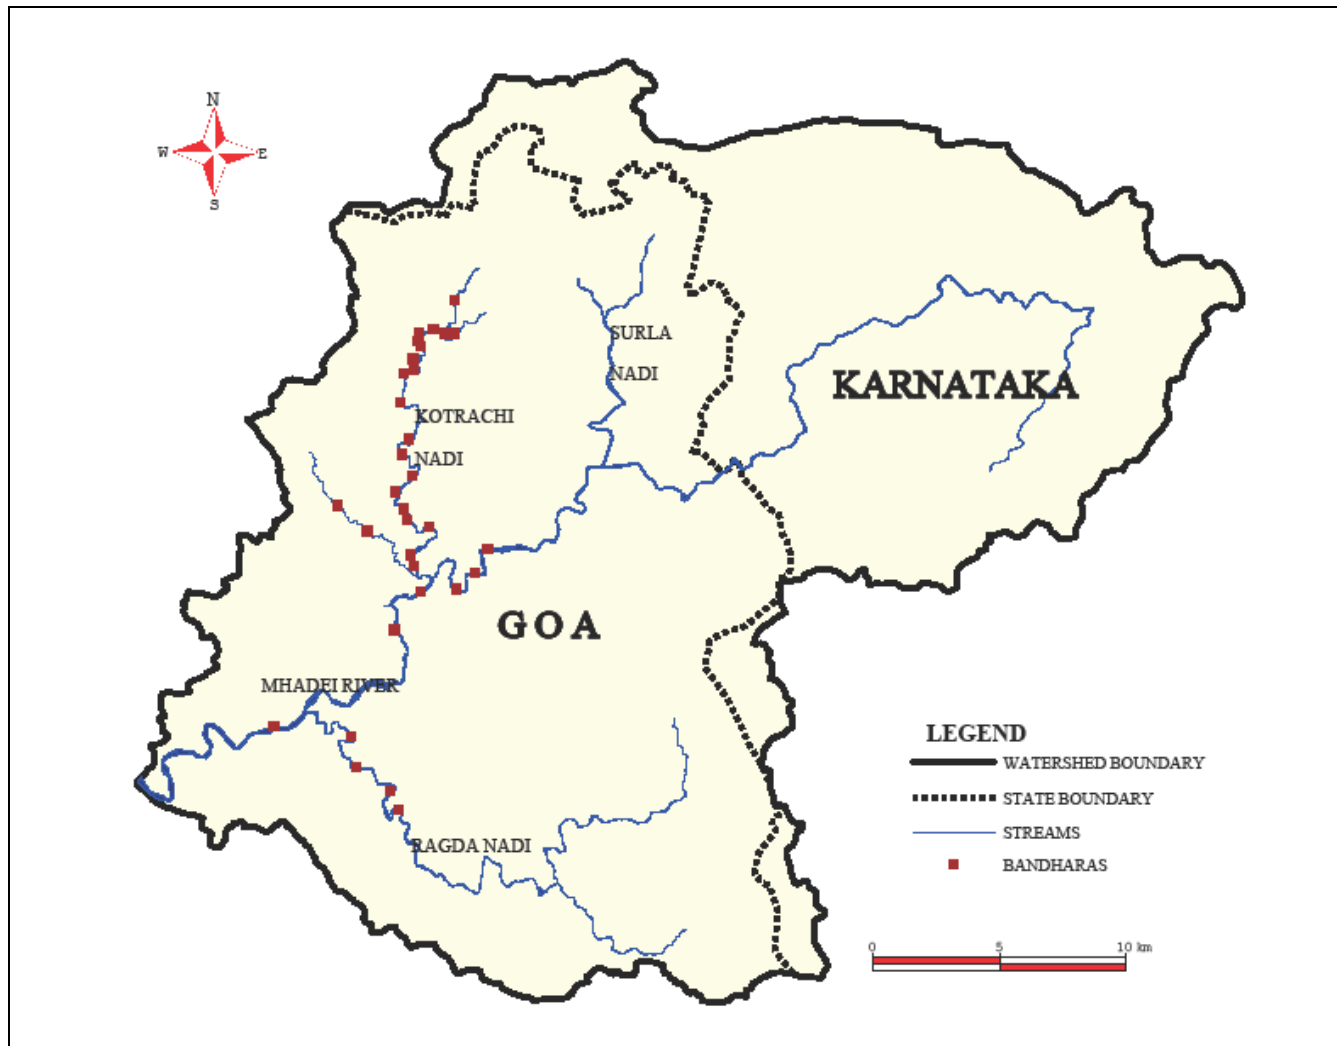 N
W
E
S
SURLA
NADI
KARNATAKA
KOTRACHI
NADI
GOA
MHADEI RIVER
RAGDA NADI
LEGEND
WATERSHED BOUNDARY
STATE BOUNDARY
STREAMS
BANDHARAS
0 5 10 km